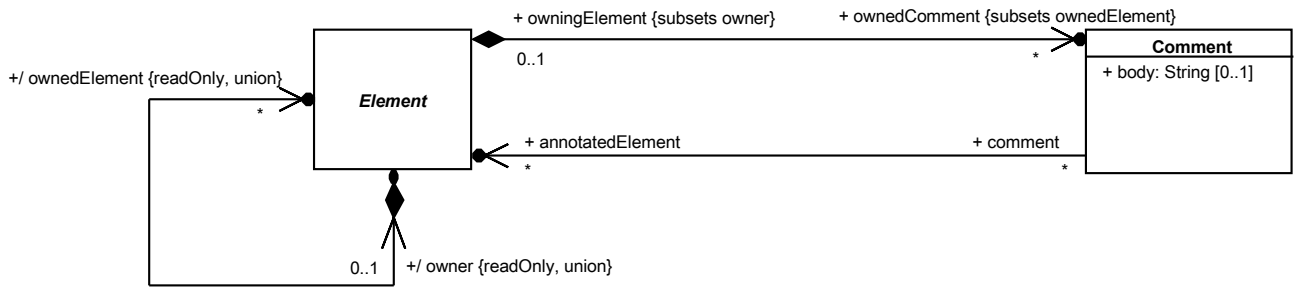 + owningElement {subsets owner}
+ ownedComment {subsets ownedElement}
0..1
*
Comment
+ body: String [0..1]
+/ ownedElement {readOnly, union}
*
Element
+ annotatedElement
+ comment
*
*
0..1
+/ owner {readOnly, union}